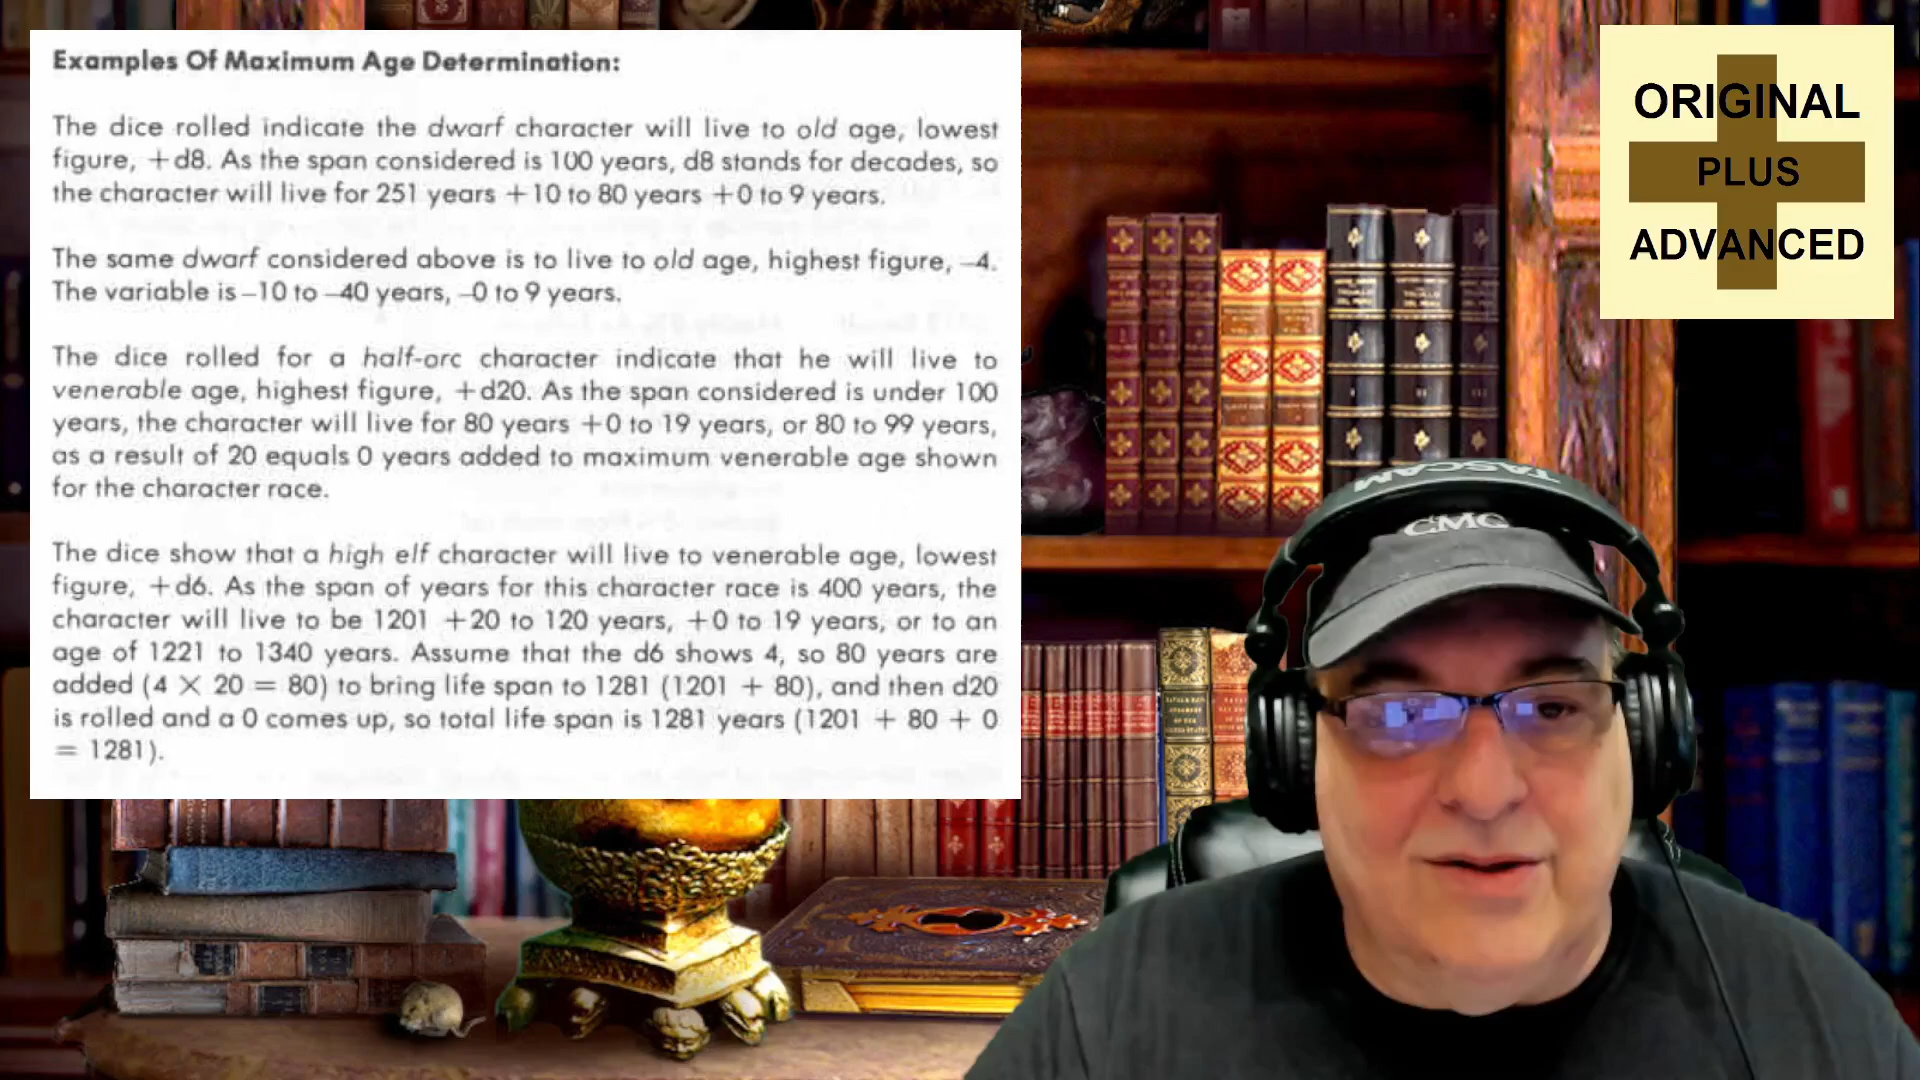 Examples Of Maximum Age Determination:
The dice rolled indicate the dwarf character will live to old age, lowest
figure, +d8. As the span considered is 100 years, d8 stands for decades, so
the character will live for 251 years +10 to 80 years +0 to 9 years.
The same dwarf considered above is to live to old age, highest figure, –4.
The variable is –10 to –40 years, –0 to 9 years.
The dice rolled for a half-orc character indicate that he will live to
venerable age, highest figure, +d20. As the span considered is under 100
years, the character will live for 80 years +0 to 19 years, or 80 to 99 years,
as a result of 20 equals 0 years added to maximum venerable age shown
for the character race.
The dice show that a high elf character will live to venerable age, lowest
figure, +d6. As the span of years for this character race is 400 years, the
character will live to be 1201 +20 to 120 years, +0 to 19 years, or to an
age of 1221 to 1340 years. Assume that the d6 shows 4, so 80 years are
added (4 × 20 = 80) to bring life span to 1281 (1201 + 80), and then d20
is rolled and a 0 comes up, so total life span is 1281 years (1201 + 80 + 0
= 1281).
ORIGINAL
PLUS
ADVANCED
TASCAM
CMG